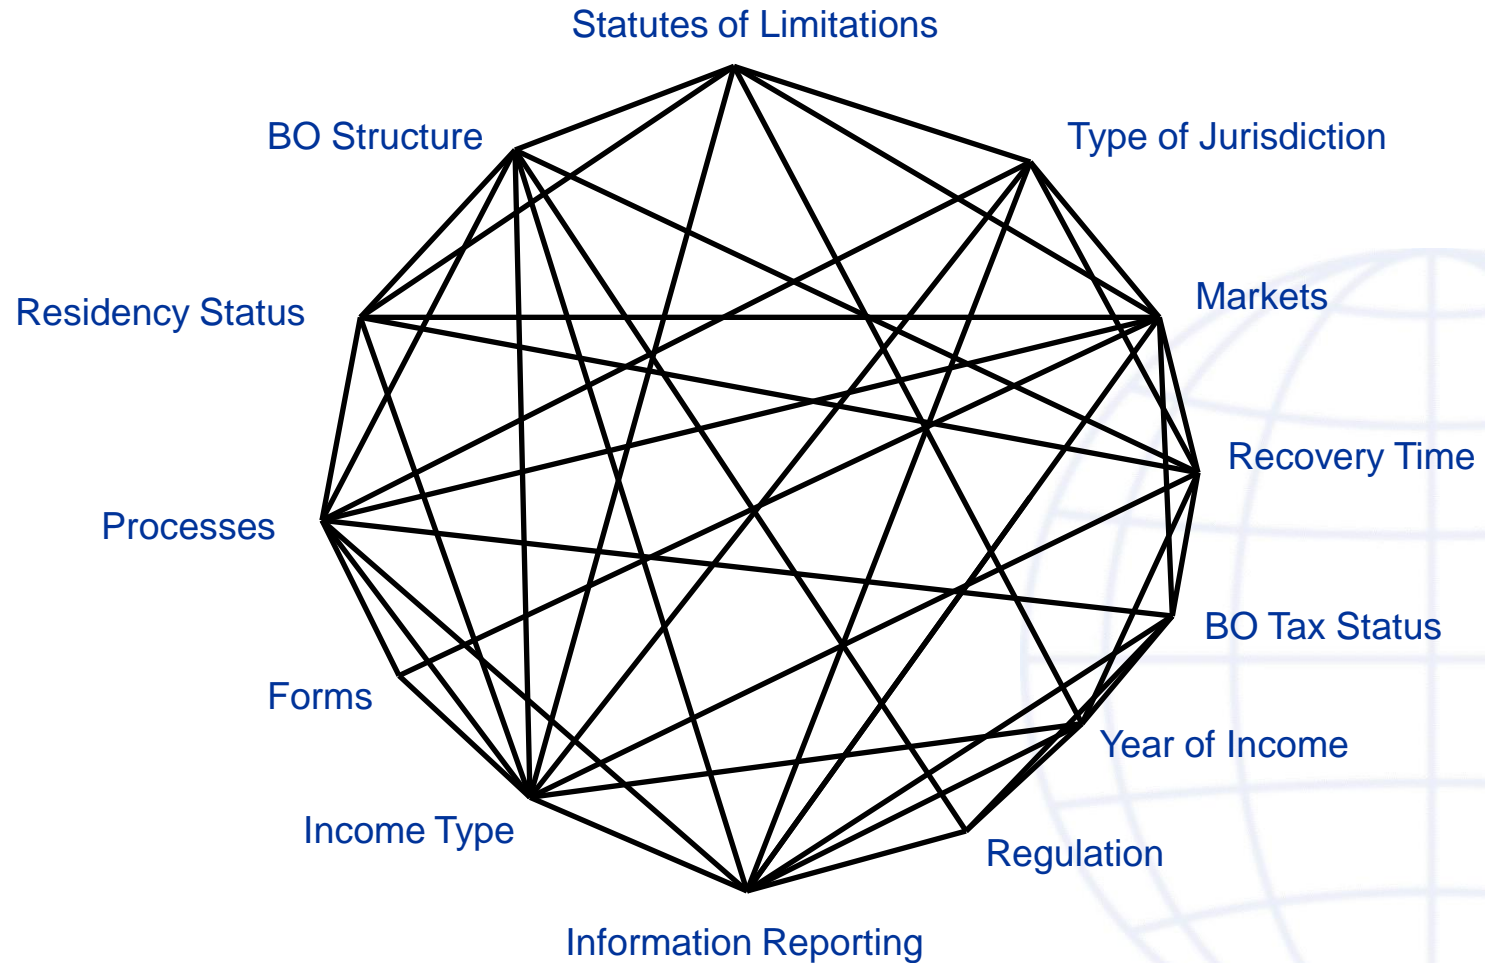 Statutes of Limitations
BO Structure
Type of Jurisdiction
Residency Status
Markets
Recovery Time
Processes
BO Tax Status
Forms
Year of Income
Income Type
Regulation
Information Reporting